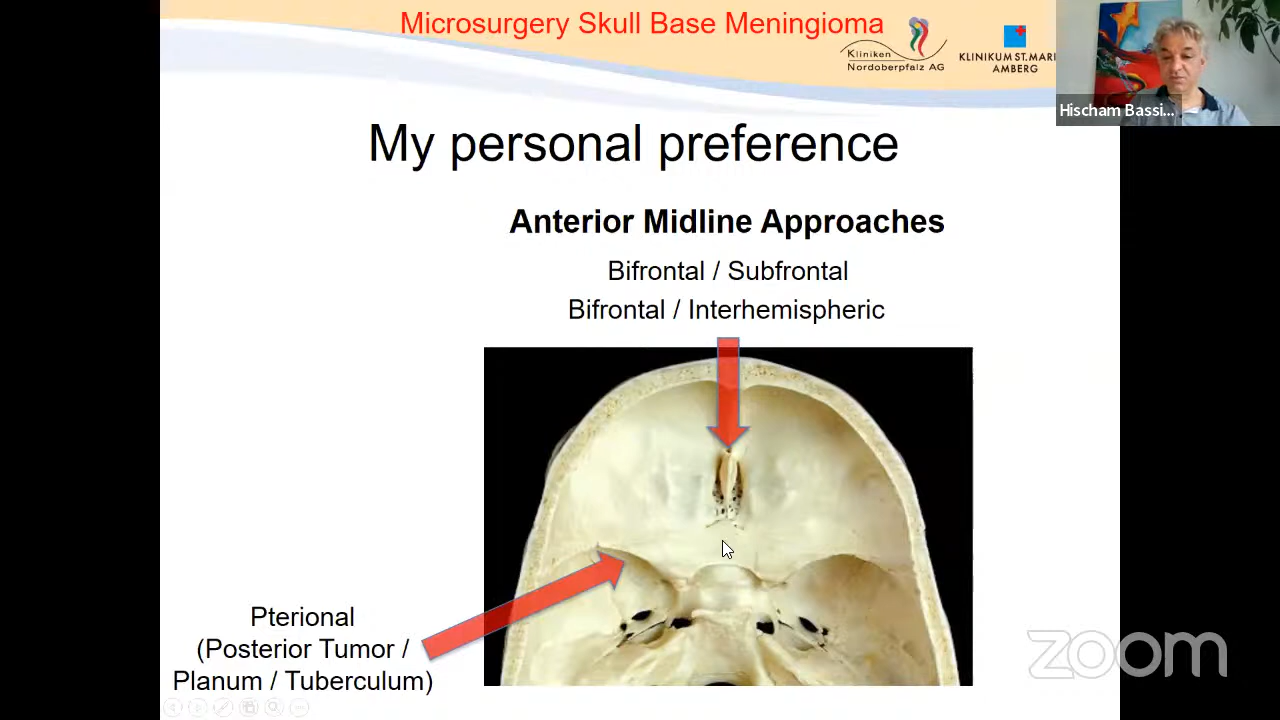 Microsurgery Skull Base Meningioma
Kliniken
Nordoberpfalz AG
KLINIKUM ST.MARI
AMBERG
Hischam Bassi...
My personal preference
Anterior Midline Approaches
Bifrontal / Subfrontal
Bifrontal / Interhemispheric
Pterional
(Posterior Tumor /
Planum / Tuberculum)
zoom